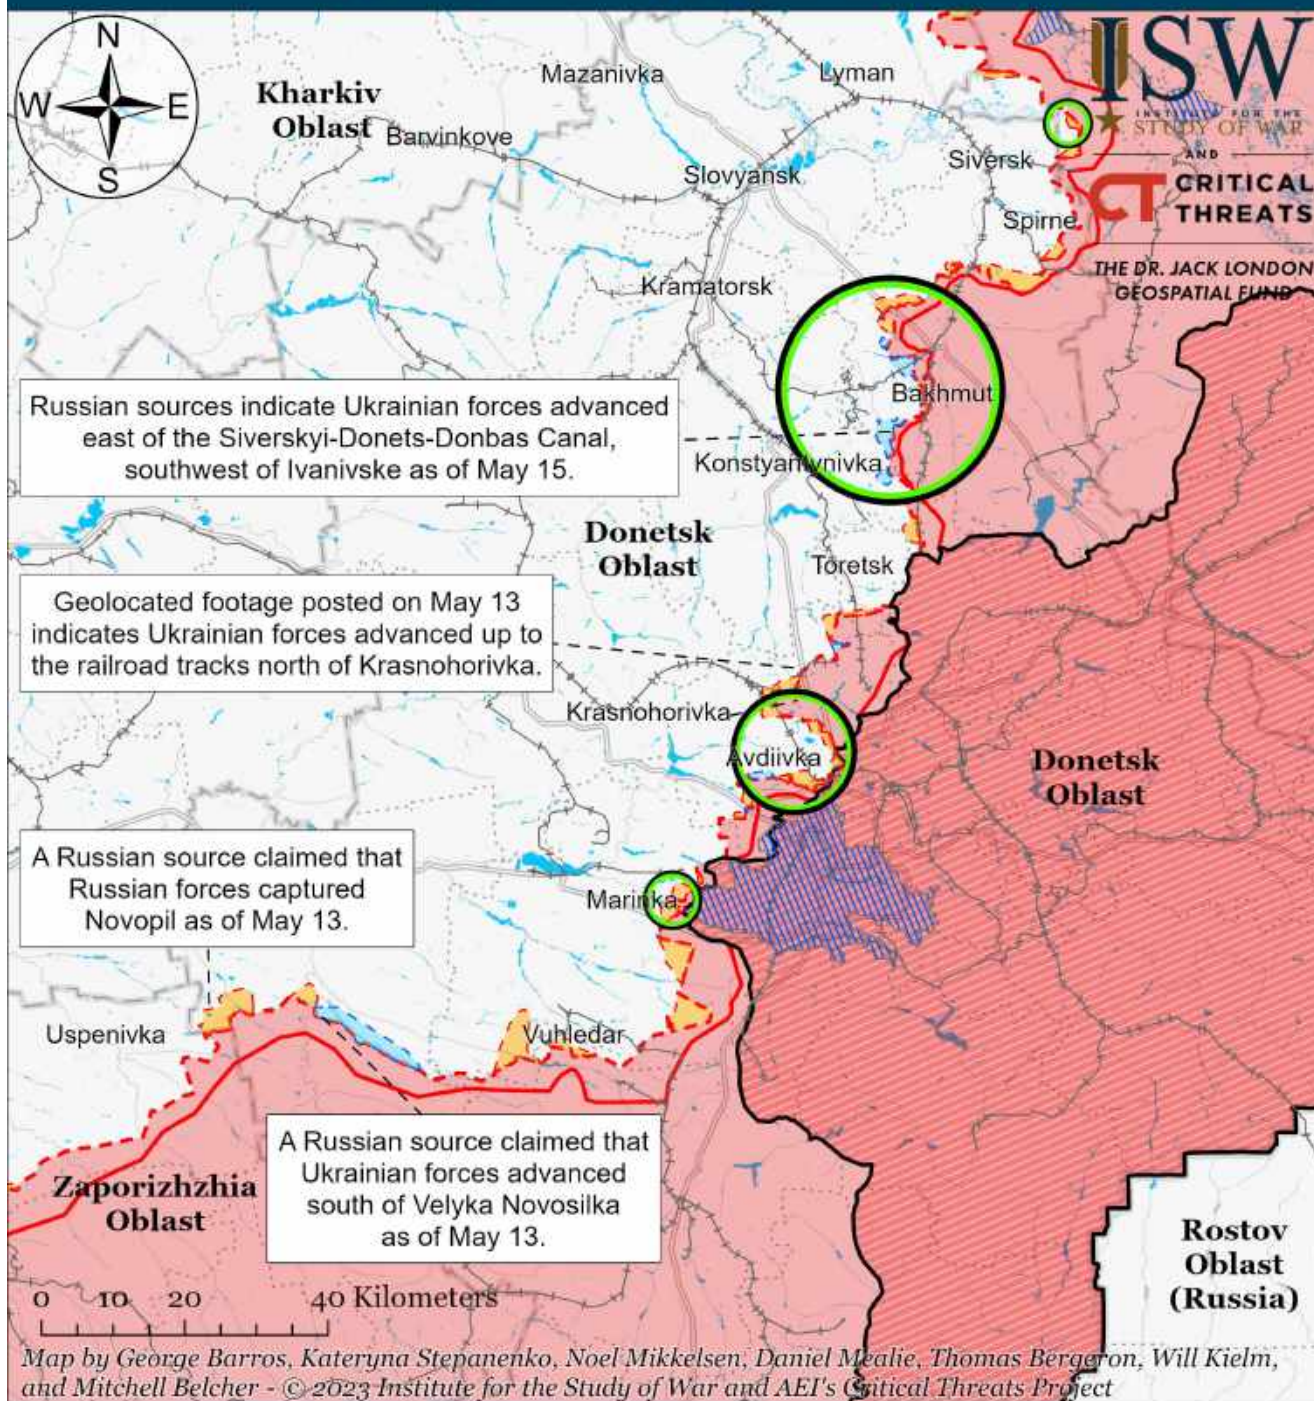 N
W
E
S
Kharkiv
Oblast
Barvinkove
Mazanivka
Lyman
Slovyansk
Siversk
Spirne
Kramatorsk
ISW
INSTITUTE FOR THE
STUDY OF WAR
AND
CT CRITICAL
THREATS
THE DR. JACK LONDON
GEOSPATIAL FUND
Bakhmut
Russian sources indicate Ukrainian forces advanced
east of the Siverskyi-Donets-Donbas Canal,
southwest of Ivanivske as of May 15.
Konstyantynivka
Donetsk
Oblast
Toretsk
Geolocated footage posted on May 13
indicates Ukrainian forces advanced up to
the railroad tracks north of Krasnohorivka.
Krasnohorivka
Avdiivka
Donetsk
Oblast
A Russian source claimed that
Russian forces captured
Novopil as of May 13.
Marinka
Uspenivka
Vuhledar
A Russian source claimed that
Ukrainian forces advanced
south of Velyka Novosilka
as of May 13.
Zaporizhzhia
Oblast
Rostov
Oblast
(Russia)
0 10 20 40 Kilometers
Map by George Barros, Kateryna Stepanenko, Noel Mikkelsen, Daniel Mealie, Thomas Bergeron, Will Kielm,
and Mitchell Belcher - © 2023 Institute for the Study of War and AEI's Critical Threats Project